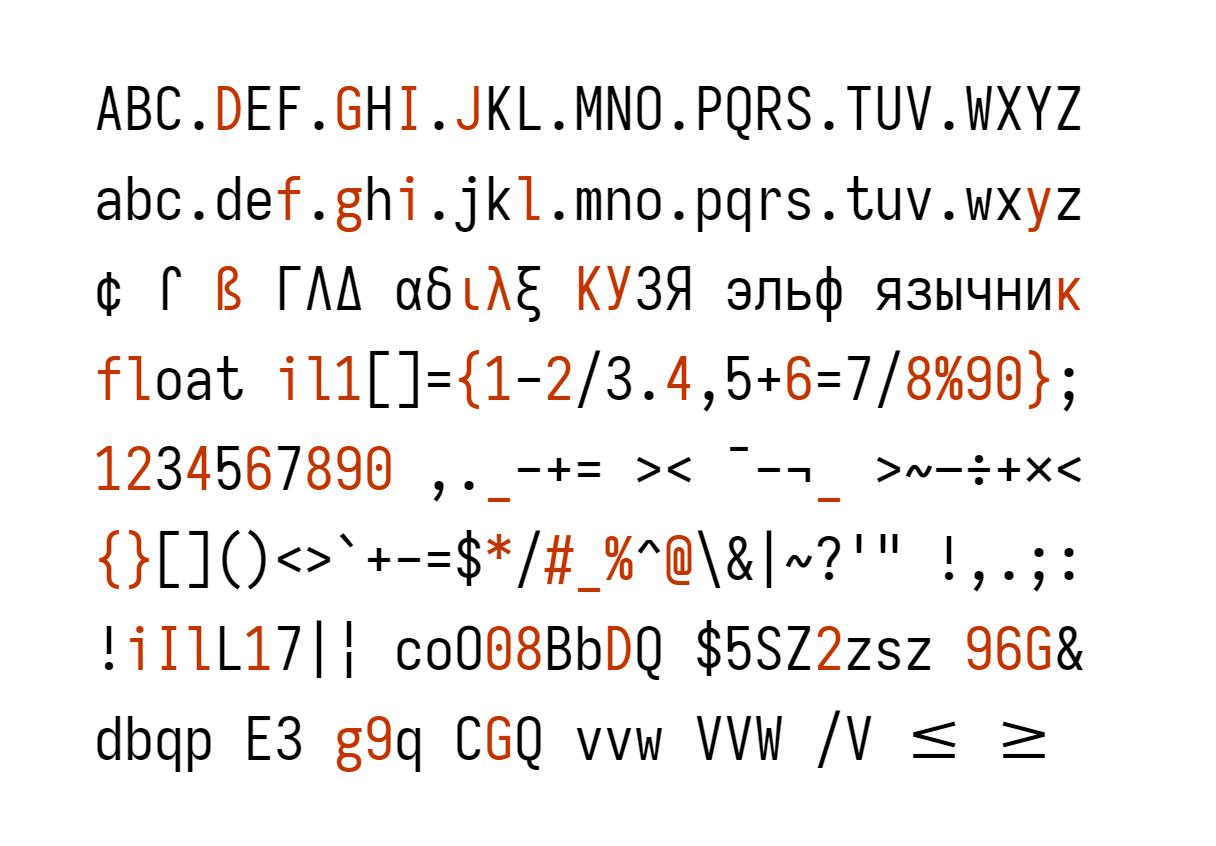 ABC.DEF.GHI.JKL.MNO.PQRS.TUV.WXYZ
abc.def.ghi.jkl.mno.pqrs.tuv.wxyz
¢ ſ ß ΓΛΔ αδιλξ КУЗЯ эльф язычник
float il1[]={1-2/3.4,5+6=7/8%90};
1234567890 ,._-+= >< ¯-¬_ >~–÷+×<
{}[]()<>`+-=$*/#_%^@\&|~?'" !,.;:
!iIlL17|¦ coO08BbDQ $5SZ2zsz 96G&
dbqp E3 g9q CGQ vvw VVW /V ≤ ≥